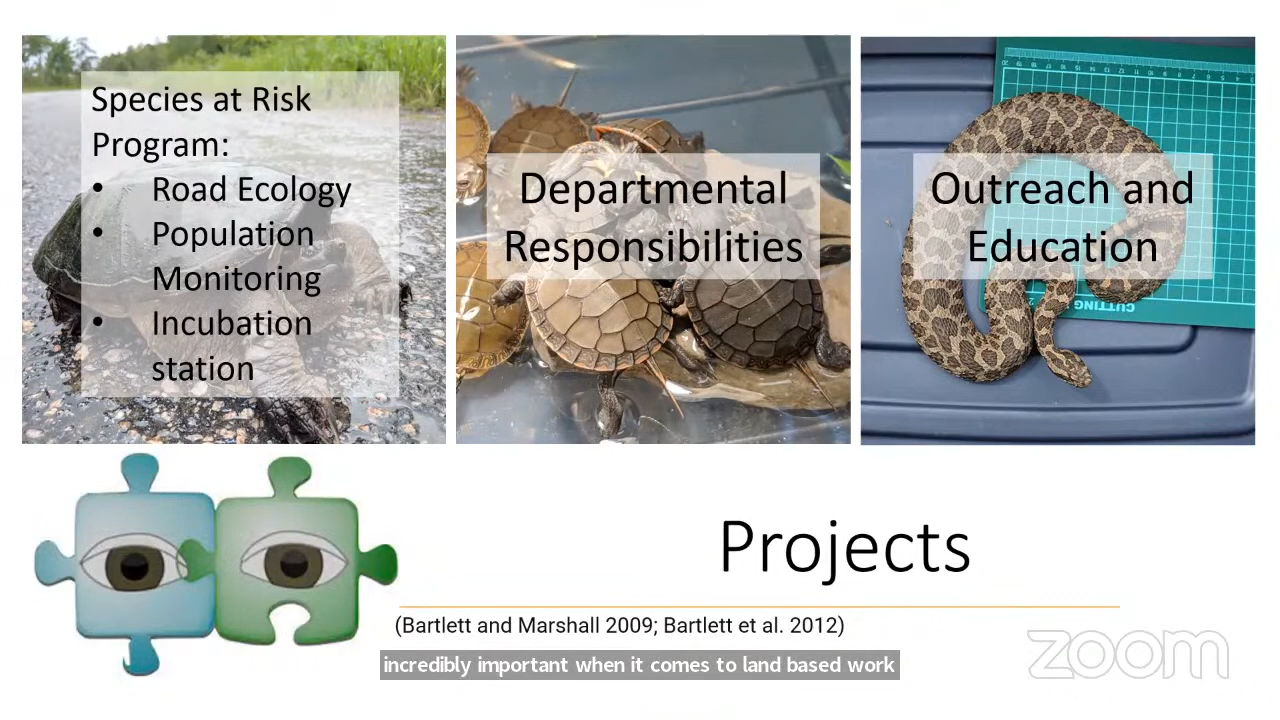 Species at Risk
Program:
• Road Ecology
• Population
Monitoring
• Incubation
station
Departmental
Responsibilities
Outreach and
Education
CUTTING
Projects
(Bartlett and Marshall 2009; Bartlett et al. 2012)
incredibly important when it comes to land based work
zoom